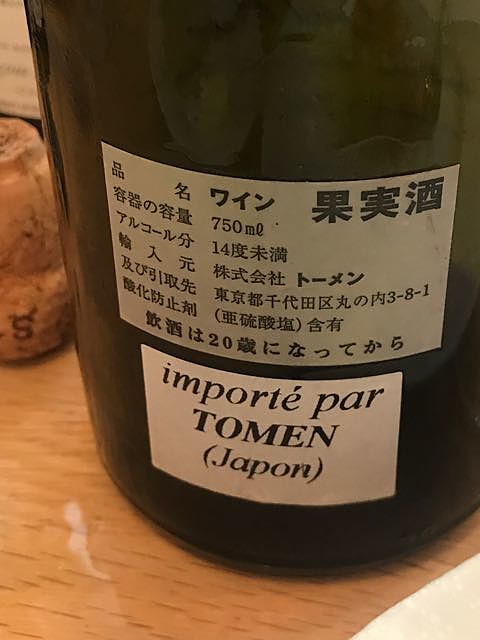 品名 ワイン 果実酒
容器の容量 750mℓ
アルコール分 14度未満
輸入元 株式会社 トーメン
及び引取先 東京都千代田区丸の内3-8-1
酸化防止剤 (亜硫酸塩)含有
飲酒は20歳になってから
importé par
TOMEN
(Japon)
S